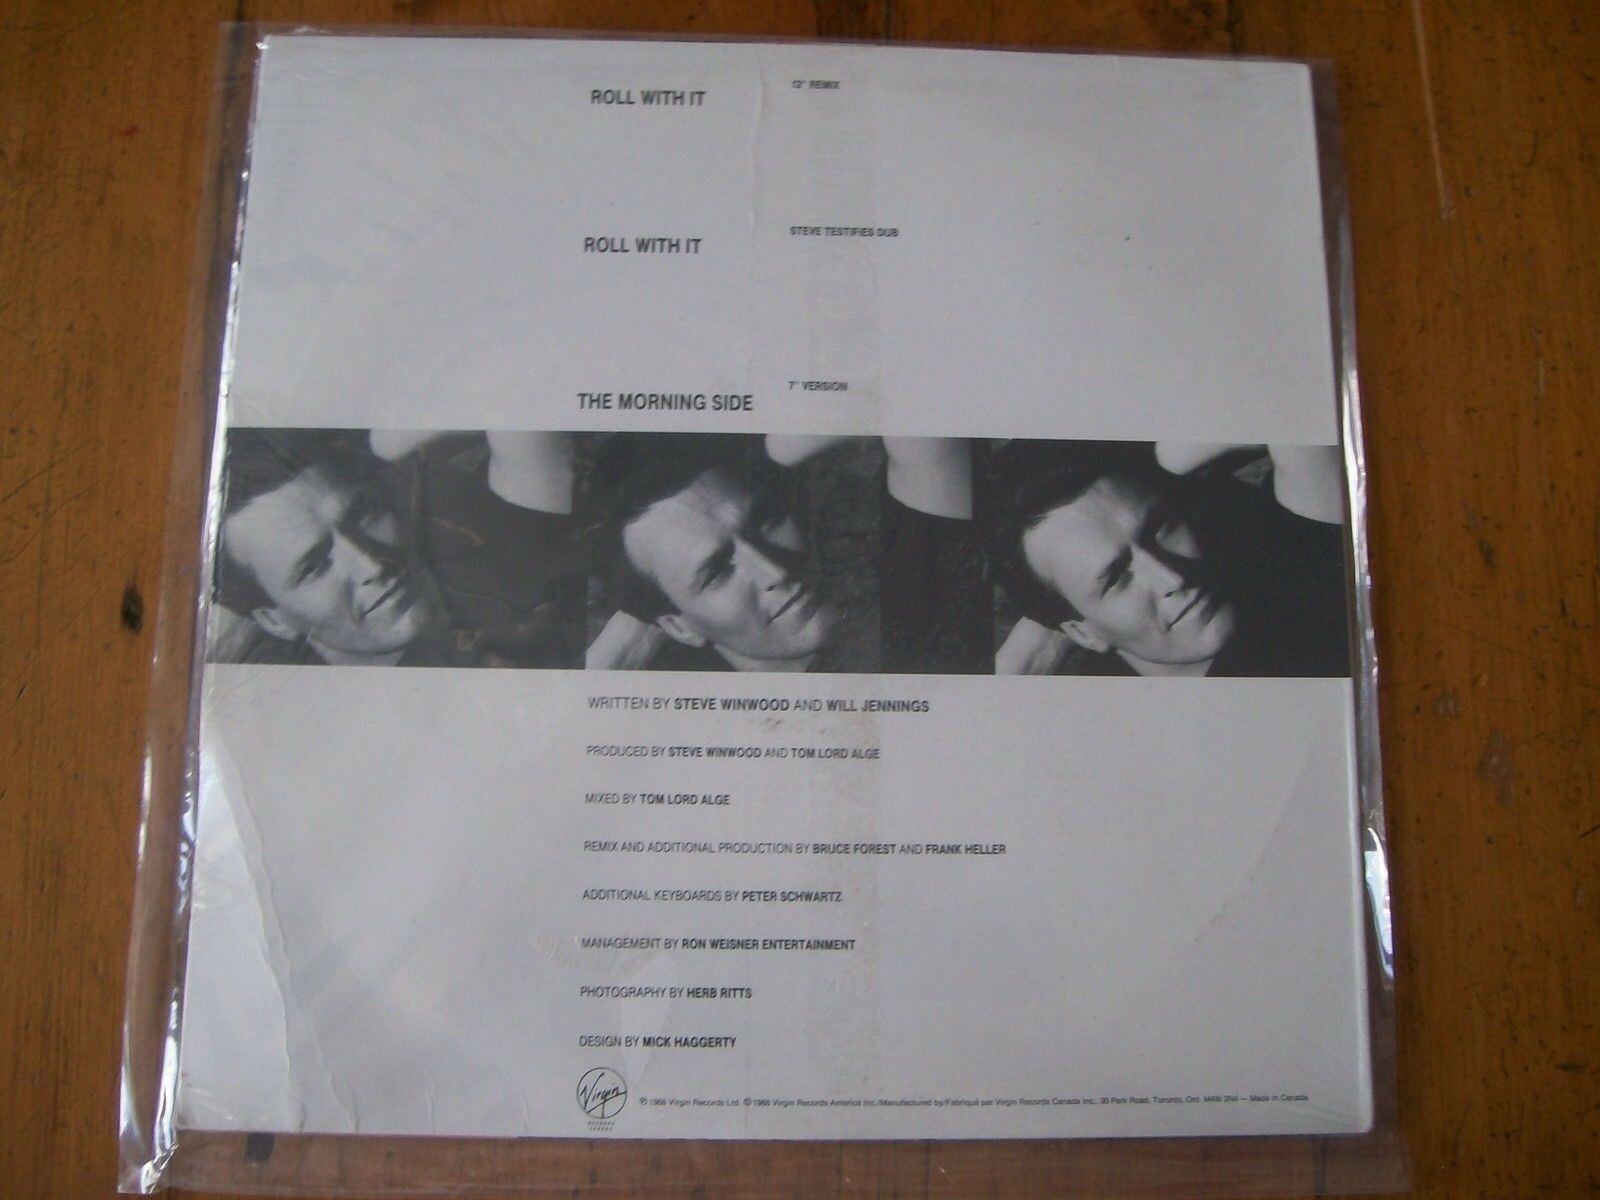 ROLL WITH IT
12" REMIX
ROLL WITH IT
STEVE TESTIFIES DUB
THE MORNING SIDE
7" VERSION
WRITTEN BY STEVE WINWOOD AND WILL JENNINGS
PRODUCED BY STEVE WINWOOD AND TOM LORD ALGE
MIXED BY TOM LORD ALGE
REMIX AND ADDITIONAL PRODUCTION BY BRUCE FOREST AND FRANK HELLER
ADDITIONAL KEYBOARDS BY PETER SCHWARTZ
MANAGEMENT BY RON WEISNER ENTERTAINMENT
PHOTOGRAPHY BY HERB RITTS
DESIGN BY MICK HAGGERTY
Virgin
℗ 1988 Virgin Records Ltd. © 1988 Virgin Records America Inc./Manufactured by/Fabriqué par Virgin Records Canada Inc., 30 Park Road, Toronto, Ont. M4W 2N4 — Made in Canada